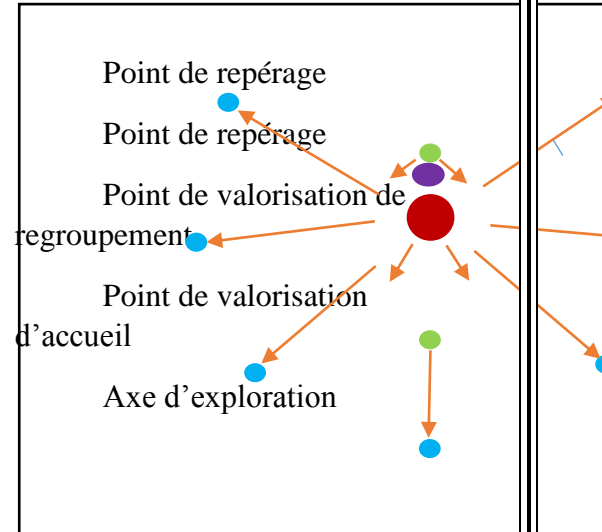 Point de repérage
Point de repérage
Point de valorisation de
regroupement
Point de valorisation
d’accueil
Axe d’exploration